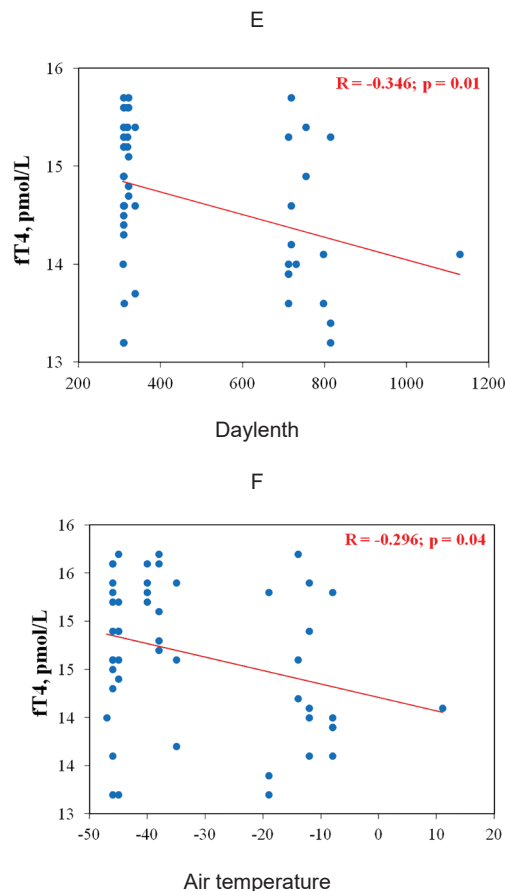 E
R = -0.346; p = 0.01
16
15
14
13
fT4, pmol/L
200 400 600 800 1000 1200
Daylenth
F
R = -0.296; p = 0.04
16
16
15
15
14
14
13
fT4, pmol/L
-50 -40 -30 -20 -10 0 10 20
Air temperature